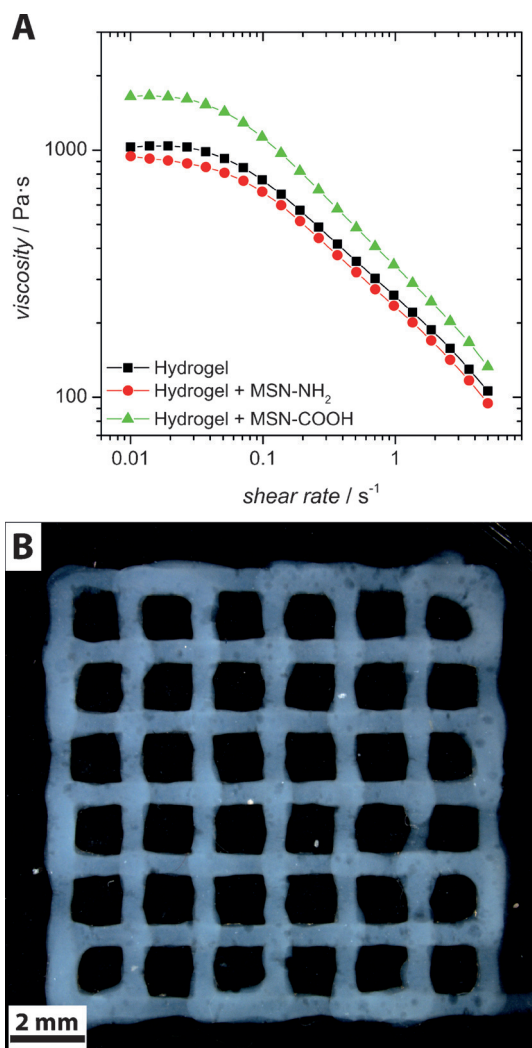 A
1000
100
viscosity / Pa·s
Hydrogel
Hydrogel + MSN-NH₂
Hydrogel + MSN-COOH
0.01 0.1 1
shear rate / s⁻¹
B
2 mm